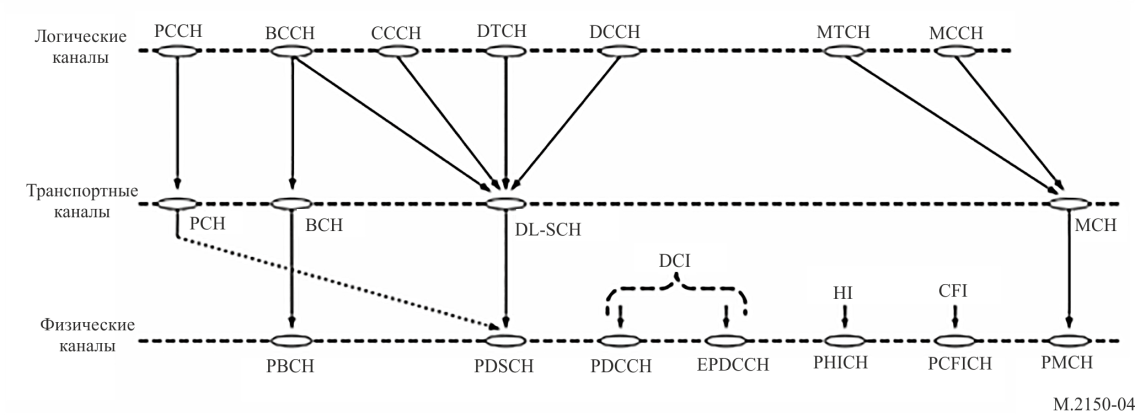 PCCH BCCH CCCH DTCH DCCH MTCH MCCH
Логические
каналы
Транспортные
каналы
PCH BCH DL-SCH MCH
DCI
HI CFI
Физические
каналы
PBCH PDSCH PDCCH EPDCCH PHICH PCFICH PMCH
M.2150-04